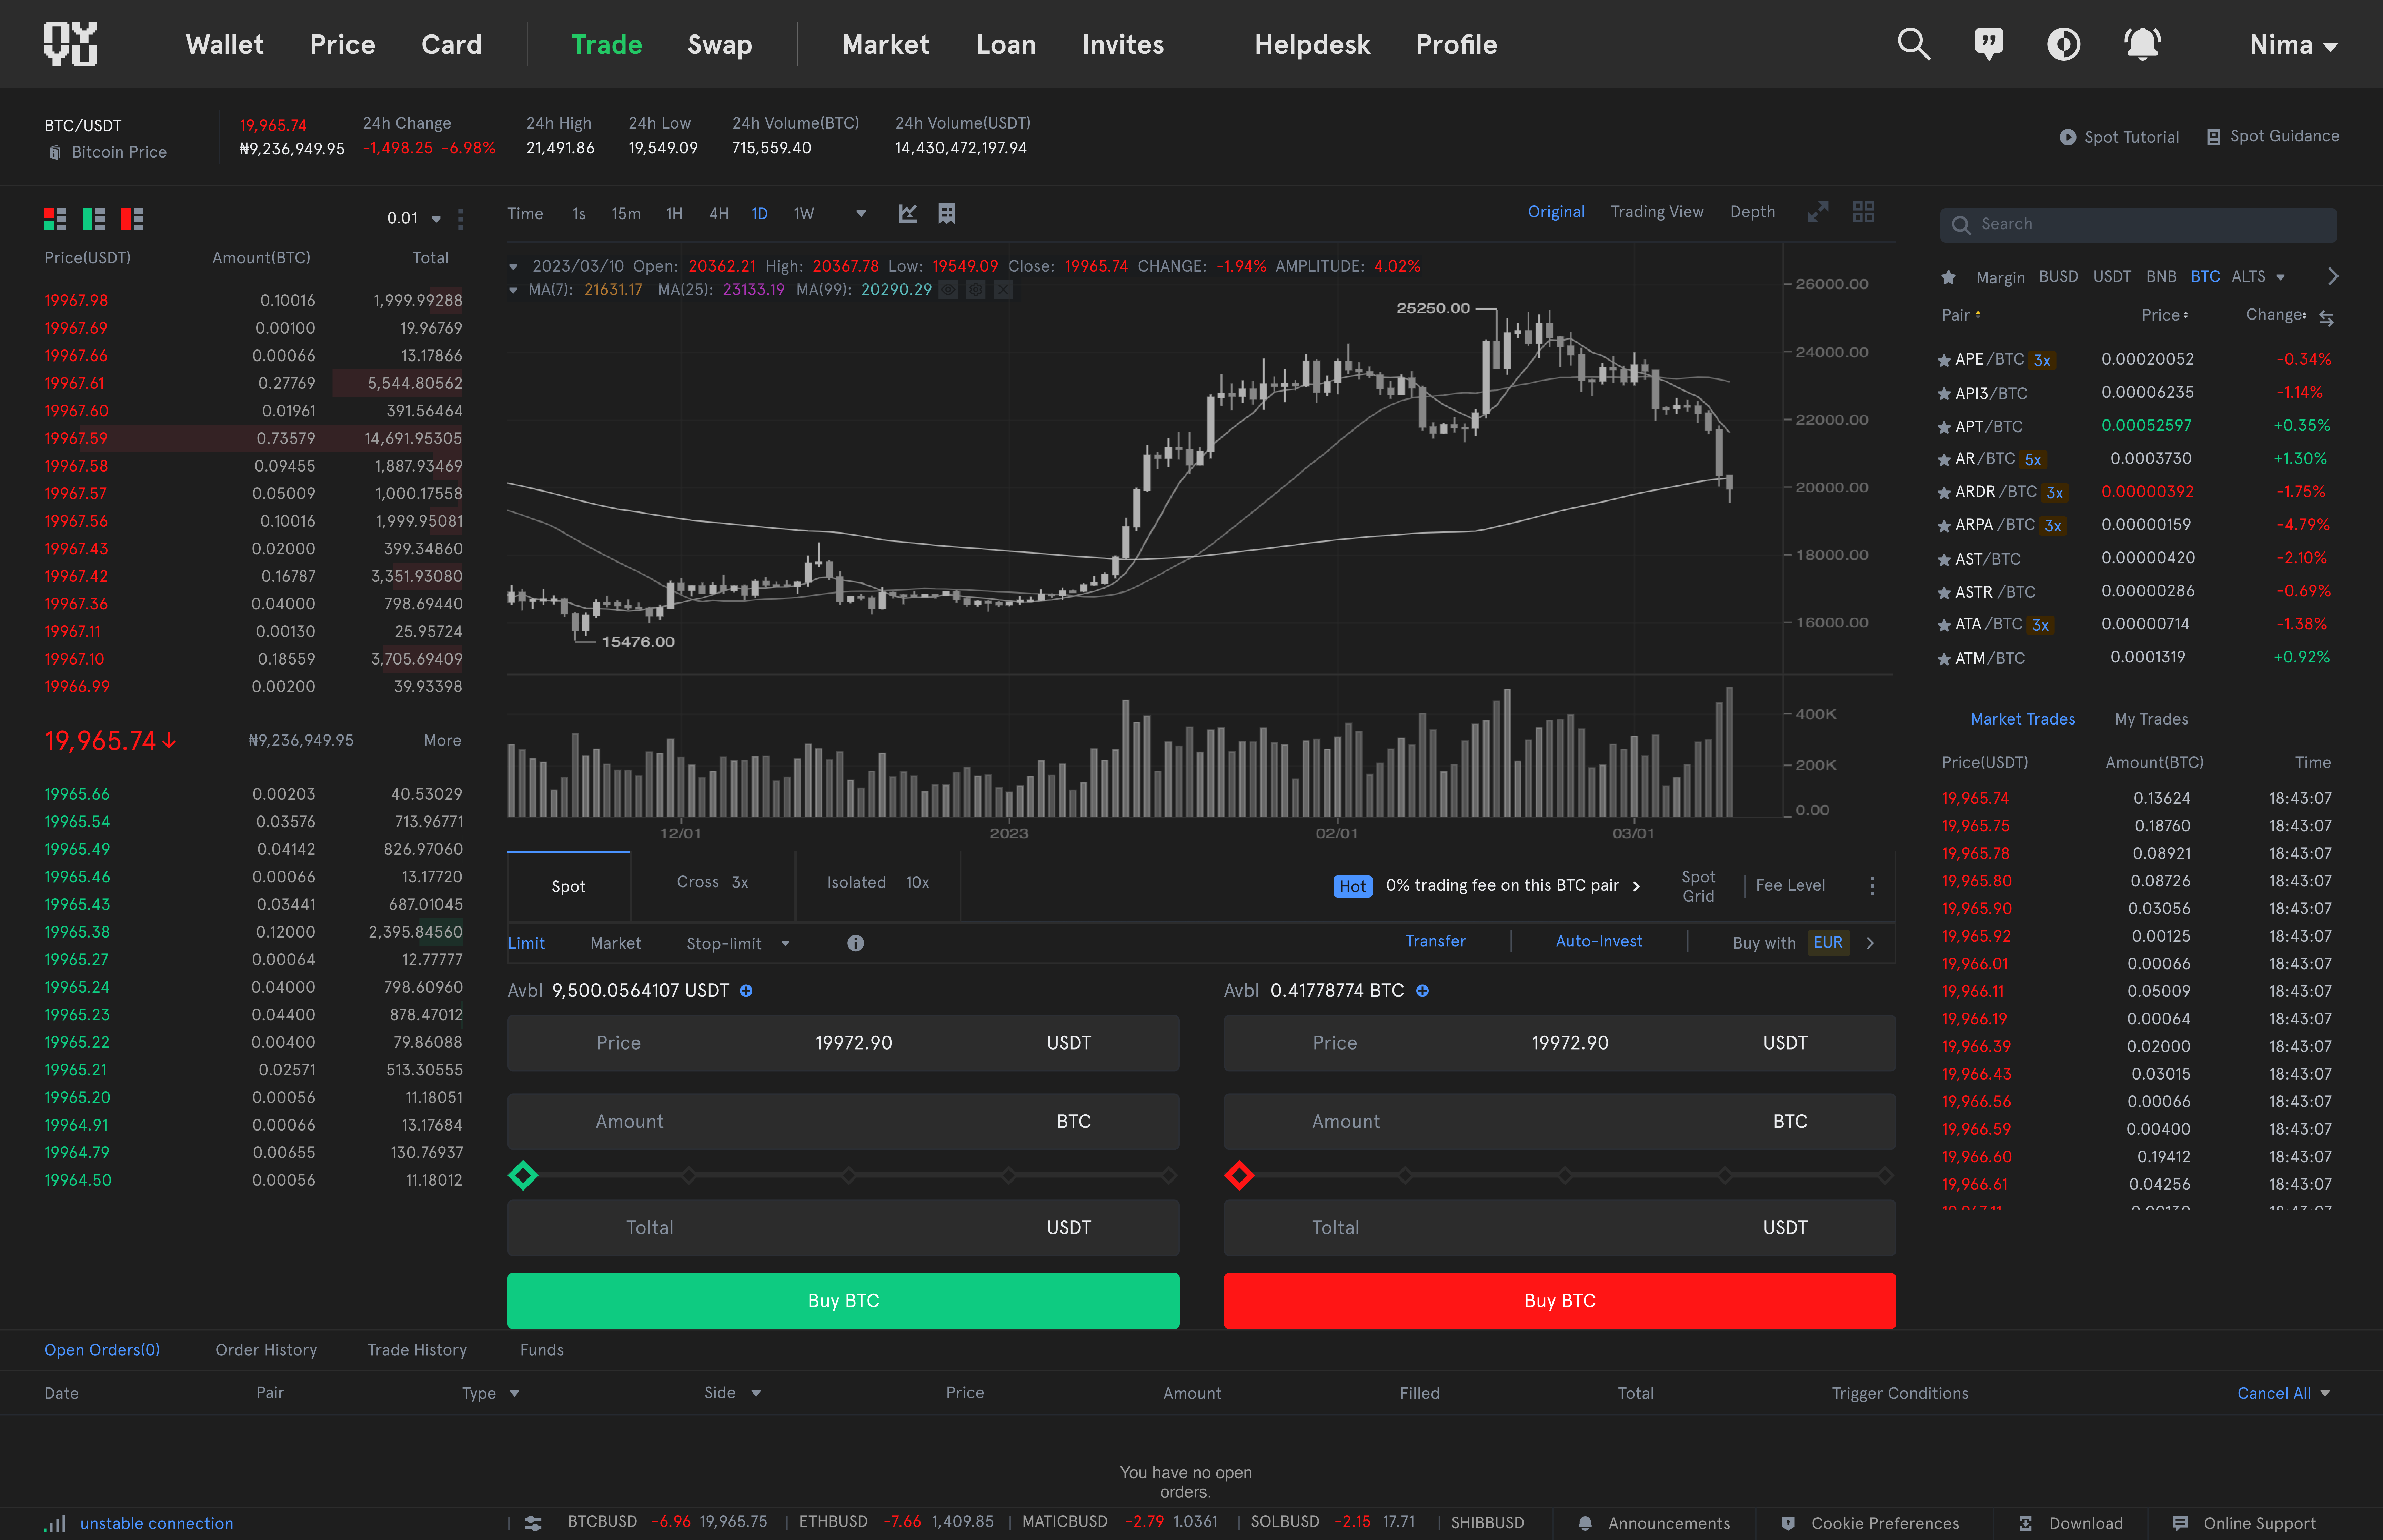 OYVU
Wallet Price Card Trade Swap Market Loan Invites Helpdesk Profile Nima
BTC/USDT
Bitcoin Price
19,965.74
₦9,236,949.95
24h Change
-1,498.25 -6.98%
24h High
21,491.86
24h Low
19,549.09
24h Volume(BTC)
715,559.40
24h Volume(USDT)
14,430,472,197.94
Spot Tutorial
Spot Guidance
0.01
Price(USDT) Amount(BTC) Total
19967.98 0.10016 1,999.99288
19967.69 0.00100 19.96769
19967.66 0.00066 13.17866
19967.61 0.27769 5,544.80562
19967.60 0.01961 391.56464
19967.59 0.73579 14,691.95305
19967.58 0.09455 1,887.93469
19967.57 0.05009 1,000.17558
19967.56 0.10016 1,999.95081
19967.43 0.02000 399.34860
19967.42 0.16787 3,351.93080
19967.36 0.04000 798.69440
19967.11 0.00130 25.95724
19967.10 0.18559 3,705.69409
19966.99 0.00200 39.93398
19,965.74↓ ₦9,236,949.95 More
19965.66 0.00203 40.53029
19965.54 0.03576 713.96771
19965.49 0.04142 826.97060
19965.46 0.00066 13.17720
19965.43 0.03441 687.01045
19965.38 0.12000 2,395.84560
19965.27 0.00064 12.77777
19965.24 0.04000 798.60960
19965.23 0.04400 878.47012
19965.22 0.00400 79.86088
19965.21 0.02571 513.30555
19965.20 0.00056 11.18051
19964.91 0.00066 13.17684
19964.79 0.00655 130.76937
19964.50 0.00056 11.18012
Time 1s 15m 1H 4H 1D 1W
Original Trading View Depth
2023/03/10 Open: 20362.21 High: 20367.78 Low: 19549.09 Close: 19965.74 CHANGE: -1.94% AMPLITUDE: 4.02%
MA(7): 21631.17 MA(25): 23133.19 MA(99): 20290.29
25250.00
15476.00
26000.00
24000.00
22000.00
20000.00
18000.00
16000.00
400K
200K
0.00
12/01 2023 02/01 03/01
Spot Cross 3x Isolated 10x
Hot 0% trading fee on this BTC pair
Spot
Grid
Fee Level
Limit Market Stop-limit
Transfer Auto-Invest Buy with EUR
Avbl 9,500.0564107 USDT
Price 19972.90 USDT
Amount BTC
Toltal USDT
Buy BTC
Avbl 0.41778774 BTC
Price 19972.90 USDT
Amount BTC
Toltal USDT
Buy BTC
Search
Margin BUSD USDT BNB BTC ALTS
Pair Price Change
APE/BTC 3x 0.00020052 -0.34%
API3/BTC 0.00006235 -1.14%
APT/BTC 0.00052597 +0.35%
AR/BTC 5x 0.0003730 +1.30%
ARDR/BTC 3x 0.00000392 -1.75%
ARPA/BTC 3x 0.00000159 -4.79%
AST/BTC 0.00000420 -2.10%
ASTR/BTC 0.00000286 -0.69%
ATA/BTC 3x 0.00000714 -1.38%
ATM/BTC 0.0001319 +0.92%
Market Trades My Trades
Price(USDT) Amount(BTC) Time
19,965.74 0.13624 18:43:07
19,965.75 0.18760 18:43:07
19,965.78 0.08921 18:43:07
19,965.80 0.08726 18:43:07
19,965.90 0.03056 18:43:07
19,965.92 0.00125 18:43:07
19,966.01 0.00066 18:43:07
19,966.11 0.05009 18:43:07
19,966.19 0.00064 18:43:07
19,966.39 0.02000 18:43:07
19,966.43 0.03015 18:43:07
19,966.56 0.00066 18:43:07
19,966.59 0.00400 18:43:07
19,966.60 0.19412 18:43:07
19,966.61 0.04256 18:43:07
Open Orders(0) Order History Trade History Funds
Date Pair Type Side Price Amount Filled Total Trigger Conditions Cancel All
You have no open
orders.
unstable connection
BTCBUSD -6.96 19,965.75 ETHBUSD -7.66 1,409.85 MATICBUSD -2.79 1.0361 SOLBUSD -2.15 17.71 SHIBBUSD
Announcements Cookie Preferences Download Online Support